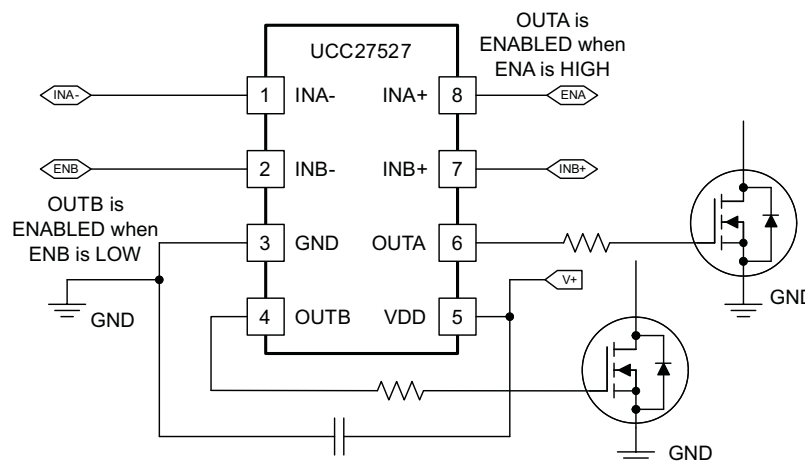 OUTA is
ENABLED when
ENA is HIGH
UCC27527
INA-
1
INA-
INA+
8
ENA
ENB
2
INB-
INB+
7
INB+
OUTB is
ENABLED when
ENB is LOW
3
GND
OUTA
6
GND
GND
V+
4
OUTB
VDD
5
GND